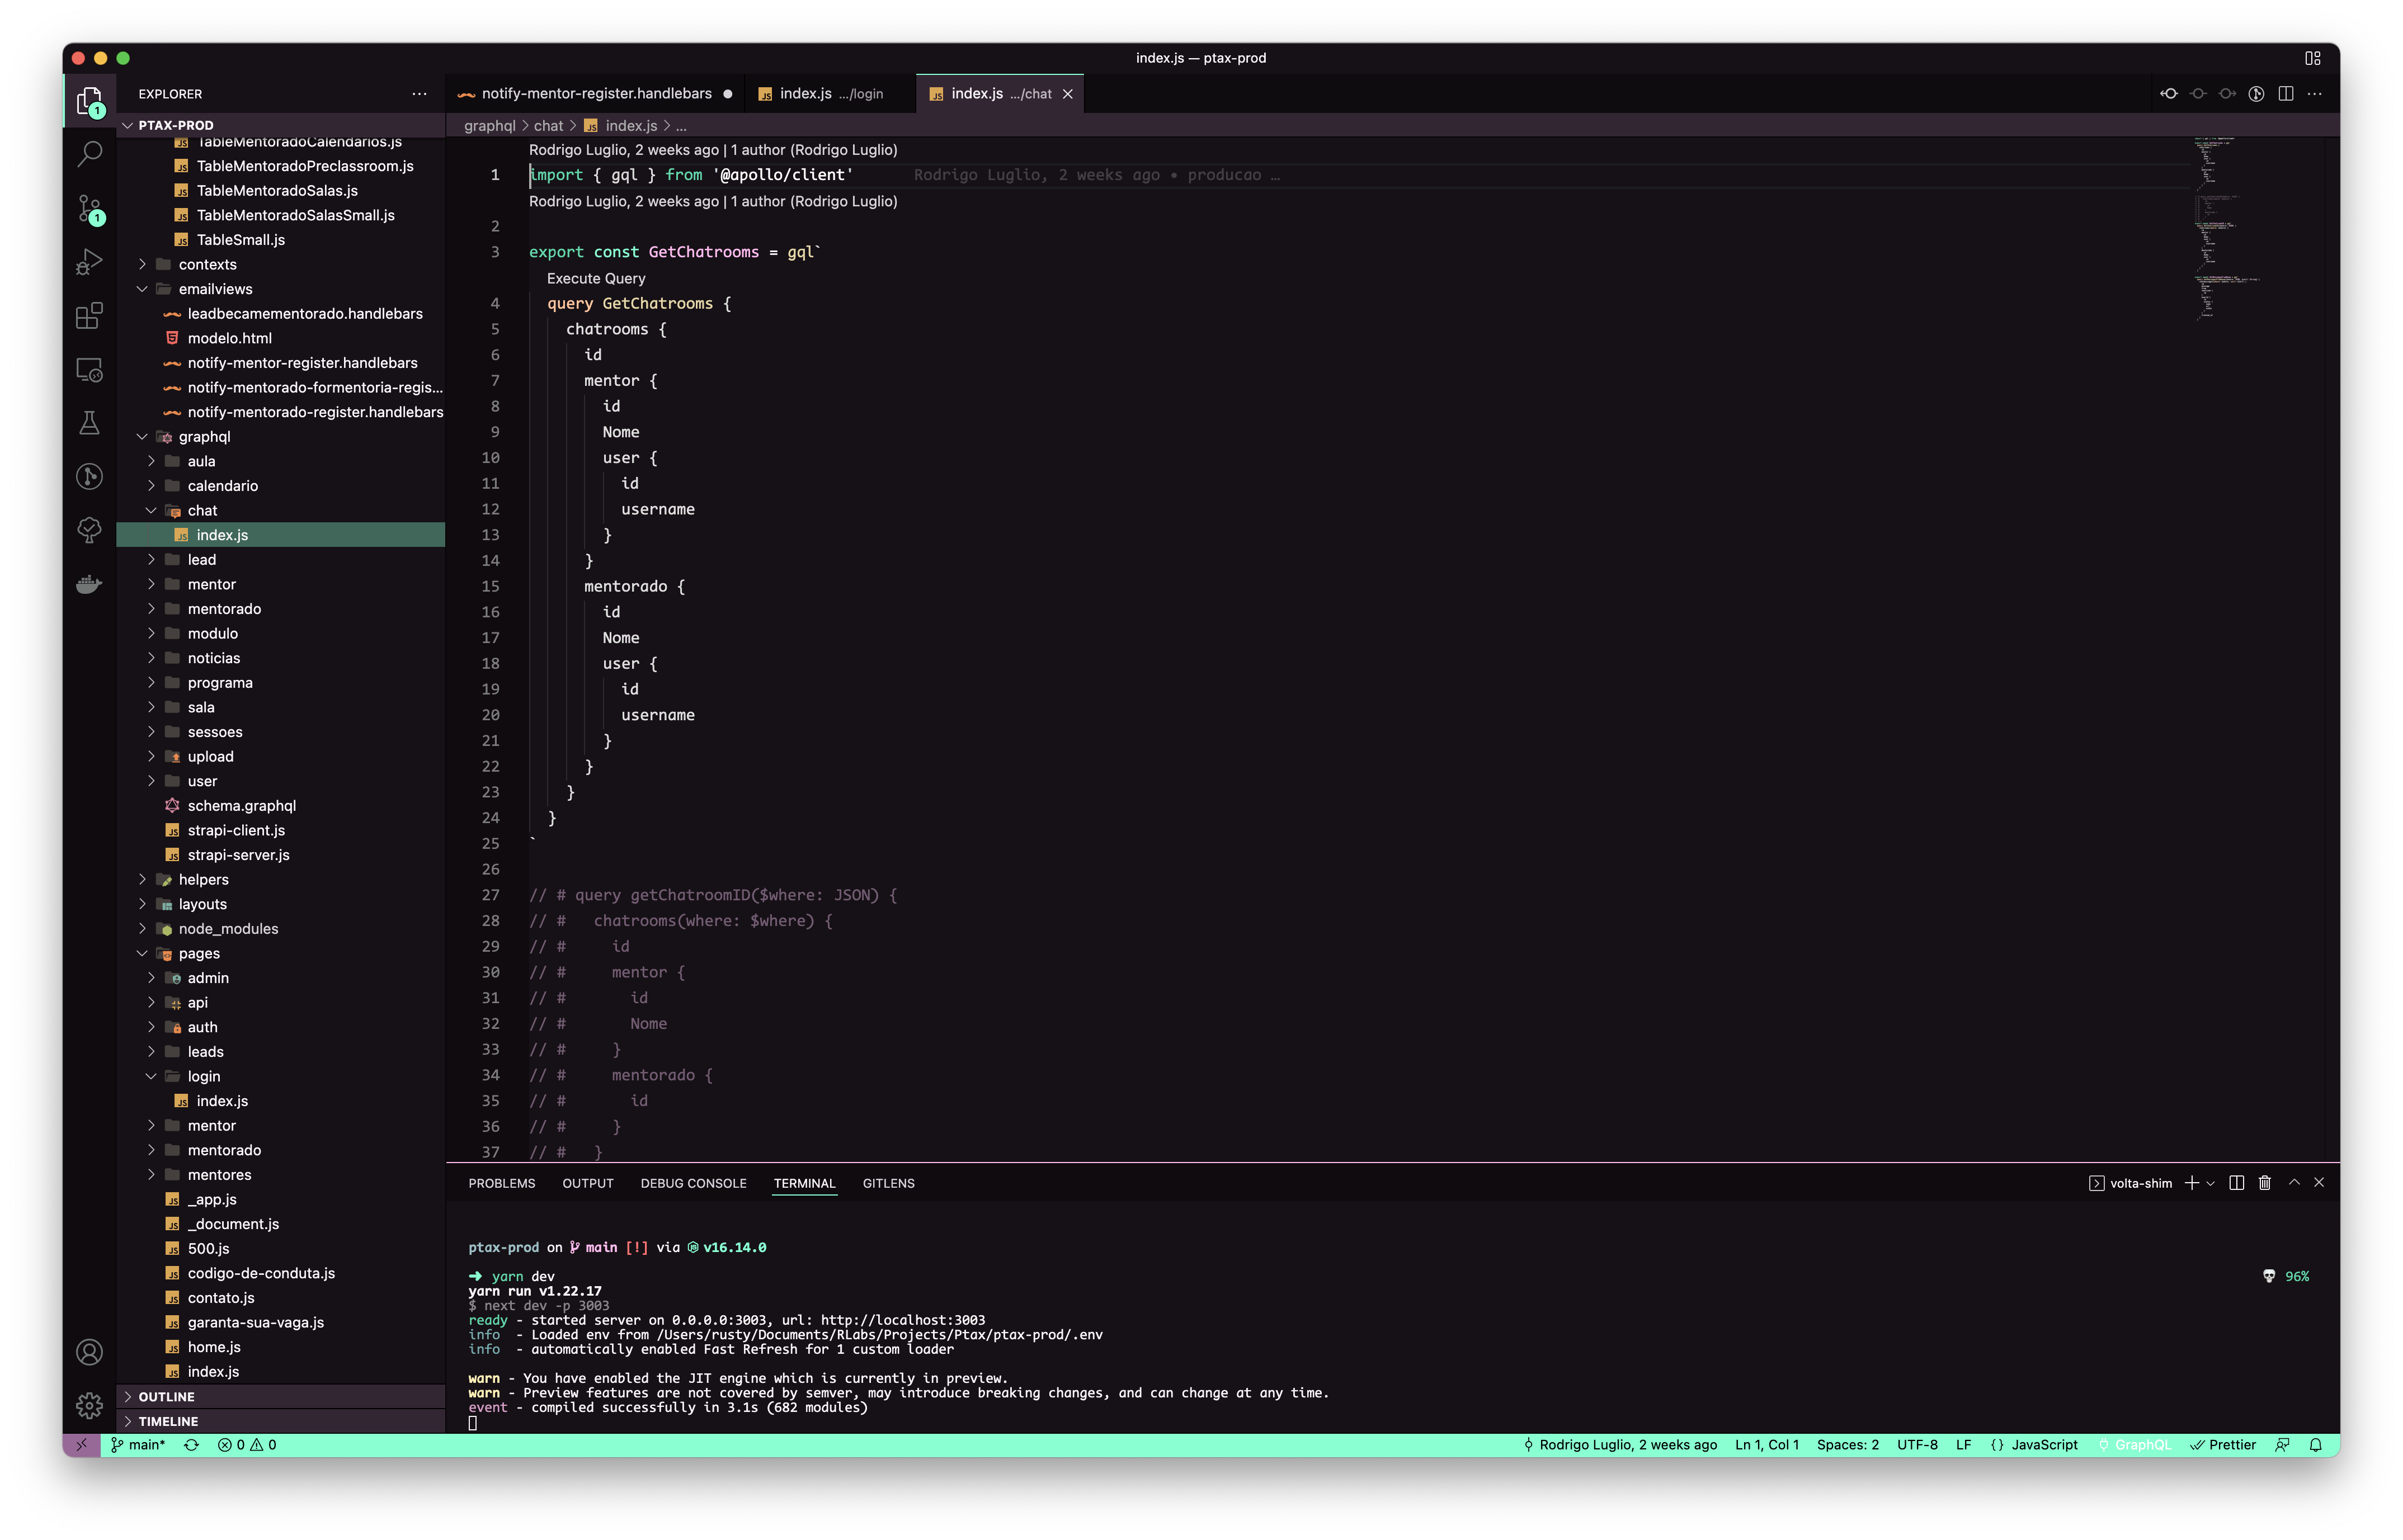 index.js — ptax-prod
EXPLORER
1
notify-mentor-register.handlebars
index.js .../login
index.js .../chat
PTAX-PROD
graphql > chat > index.js > ...
TableMentoradoCalendarios.js
TableMentoradoPreclassroom.js
TableMentoradoSalas.js
TableMentoradoSalasSmall.js
1
TableSmall.js
contexts
emailviews
leadbecamementorado.handlebars
modelo.html
notify-mentor-register.handlebars
notify-mentorado-formentoria-regis...
notify-mentorado-register.handlebars
graphql
aula
calendario
chat
index.js
lead
mentor
mentorado
modulo
noticias
programa
sala
sessoes
upload
user
schema.graphql
strapi-client.js
strapi-server.js
helpers
layouts
node_modules
pages
admin
api
auth
leads
login
index.js
mentor
mentorado
mentores
_app.js
_document.js
500.js
codigo-de-conduta.js
contato.js
garanta-sua-vaga.js
home.js
index.js
OUTLINE
TIMELINE
Rodrigo Luglio, 2 weeks ago | 1 author (Rodrigo Luglio)
1 import { gql } from '@apollo/client' Rodrigo Luglio, 2 weeks ago • producao …
Rodrigo Luglio, 2 weeks ago | 1 author (Rodrigo Luglio)
2
3 export const GetChatrooms = gql`
Execute Query
4 query GetChatrooms {
5 chatrooms {
6 id
7 mentor {
8 id
9 Nome
10 user {
11 id
12 username
13 }
14 }
15 mentorado {
16 id
17 Nome
18 user {
19 id
20 username
21 }
22 }
23 }
24 }
25 `
26
27 // # query getChatroomID($where: JSON) {
28 // # chatrooms(where: $where) {
29 // # id
30 // # mentor {
31 // # id
32 // # Nome
33 // # }
34 // # mentorado {
35 // # id
36 // # }
37 // # }
PROBLEMS OUTPUT DEBUG CONSOLE TERMINAL GITLENS
volta-shim
ptax-prod on main [!] via v16.14.0
➜ yarn dev 96%
yarn run v1.22.17
$ next dev -p 3003
ready - started server on 0.0.0.0:3003, url: http://localhost:3003
info - Loaded env from /Users/rusty/Documents/RLabs/Projects/Ptax/ptax-prod/.env
info - automatically enabled Fast Refresh for 1 custom loader
warn - You have enabled the JIT engine which is currently in preview.
warn - Preview features are not covered by semver, may introduce breaking changes, and can change at any time.
event - compiled successfully in 3.1s (682 modules)
main* 0 0
Rodrigo Luglio, 2 weeks ago Ln 1, Col 1 Spaces: 2 UTF-8 LF {} JavaScript GraphQL Prettier